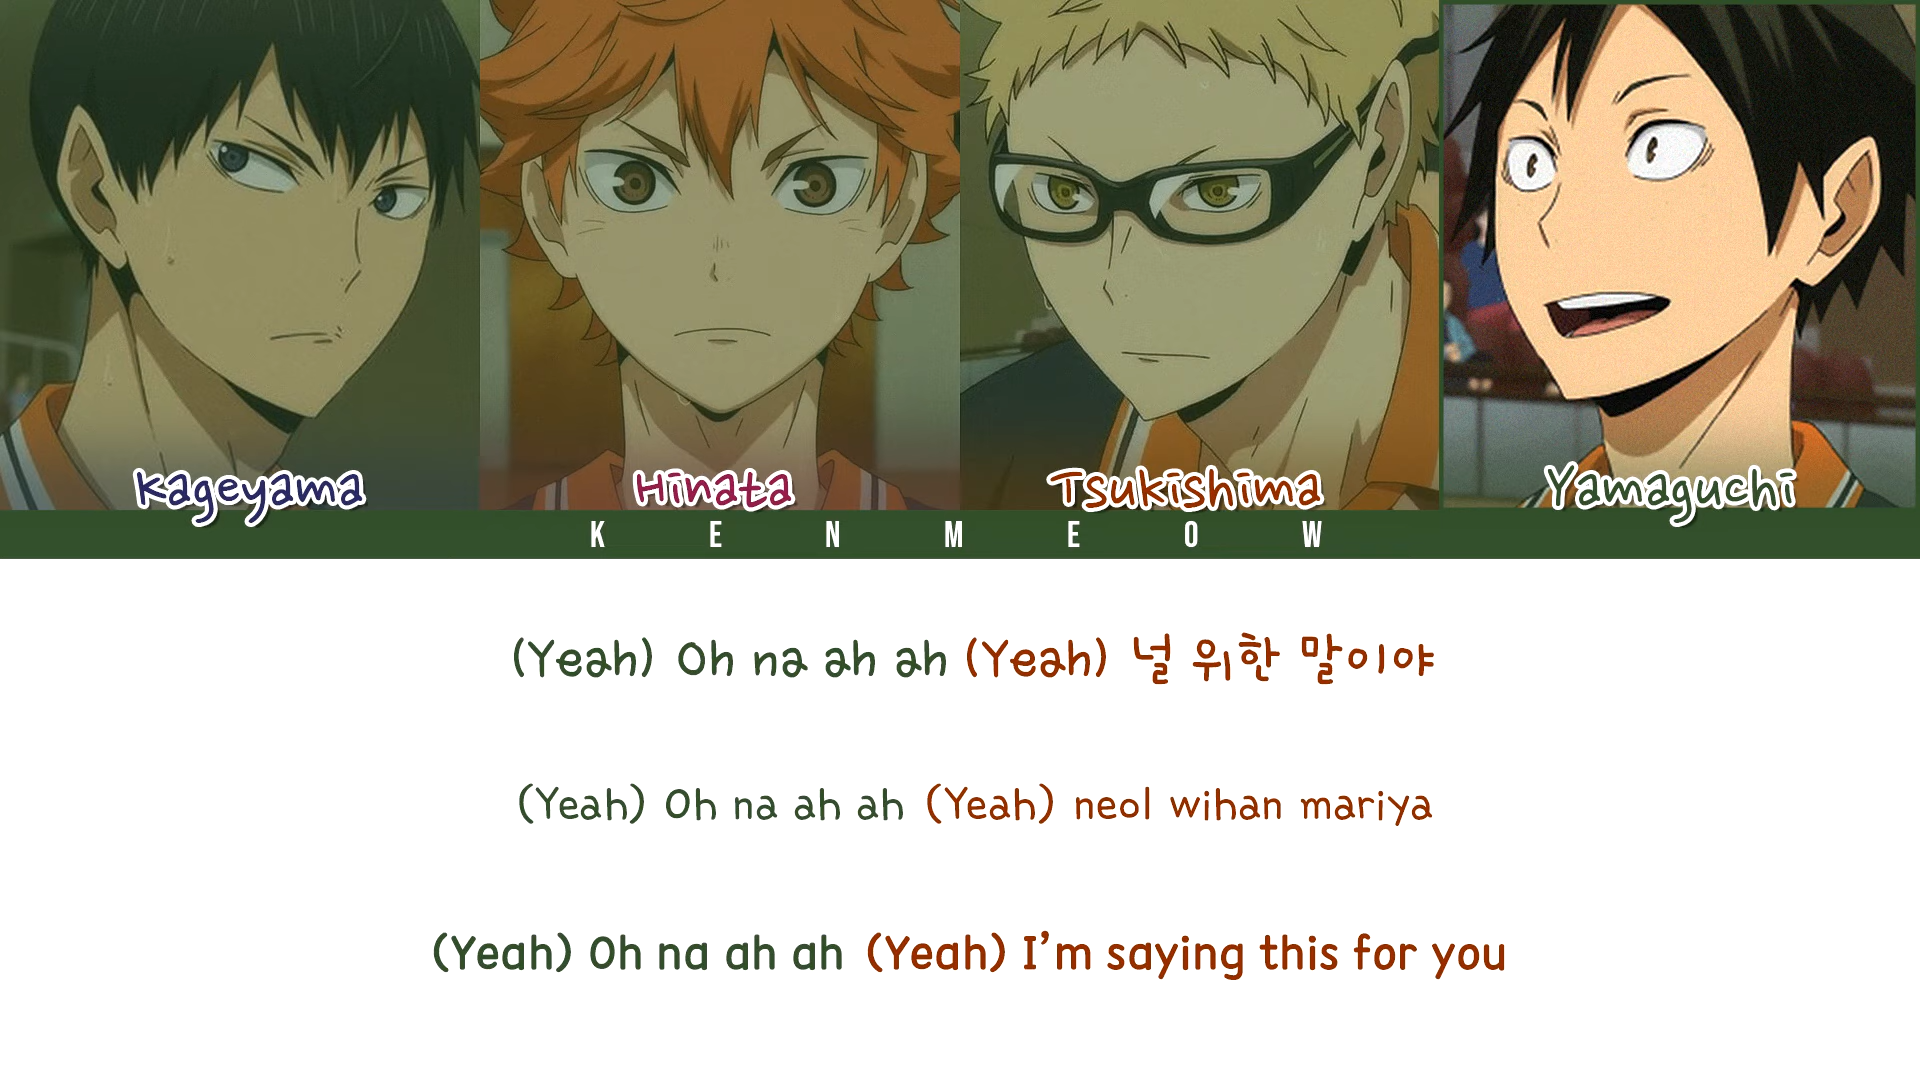 Kageyama Hinata Tsukishima Yamaguchi
KENMEOW
(Yeah) Oh na ah ah (Yeah) 널 위한 말이야
(Yeah) Oh na ah ah (Yeah) neol wihan mariya
(Yeah) Oh na ah ah (Yeah) I'm saying this for you